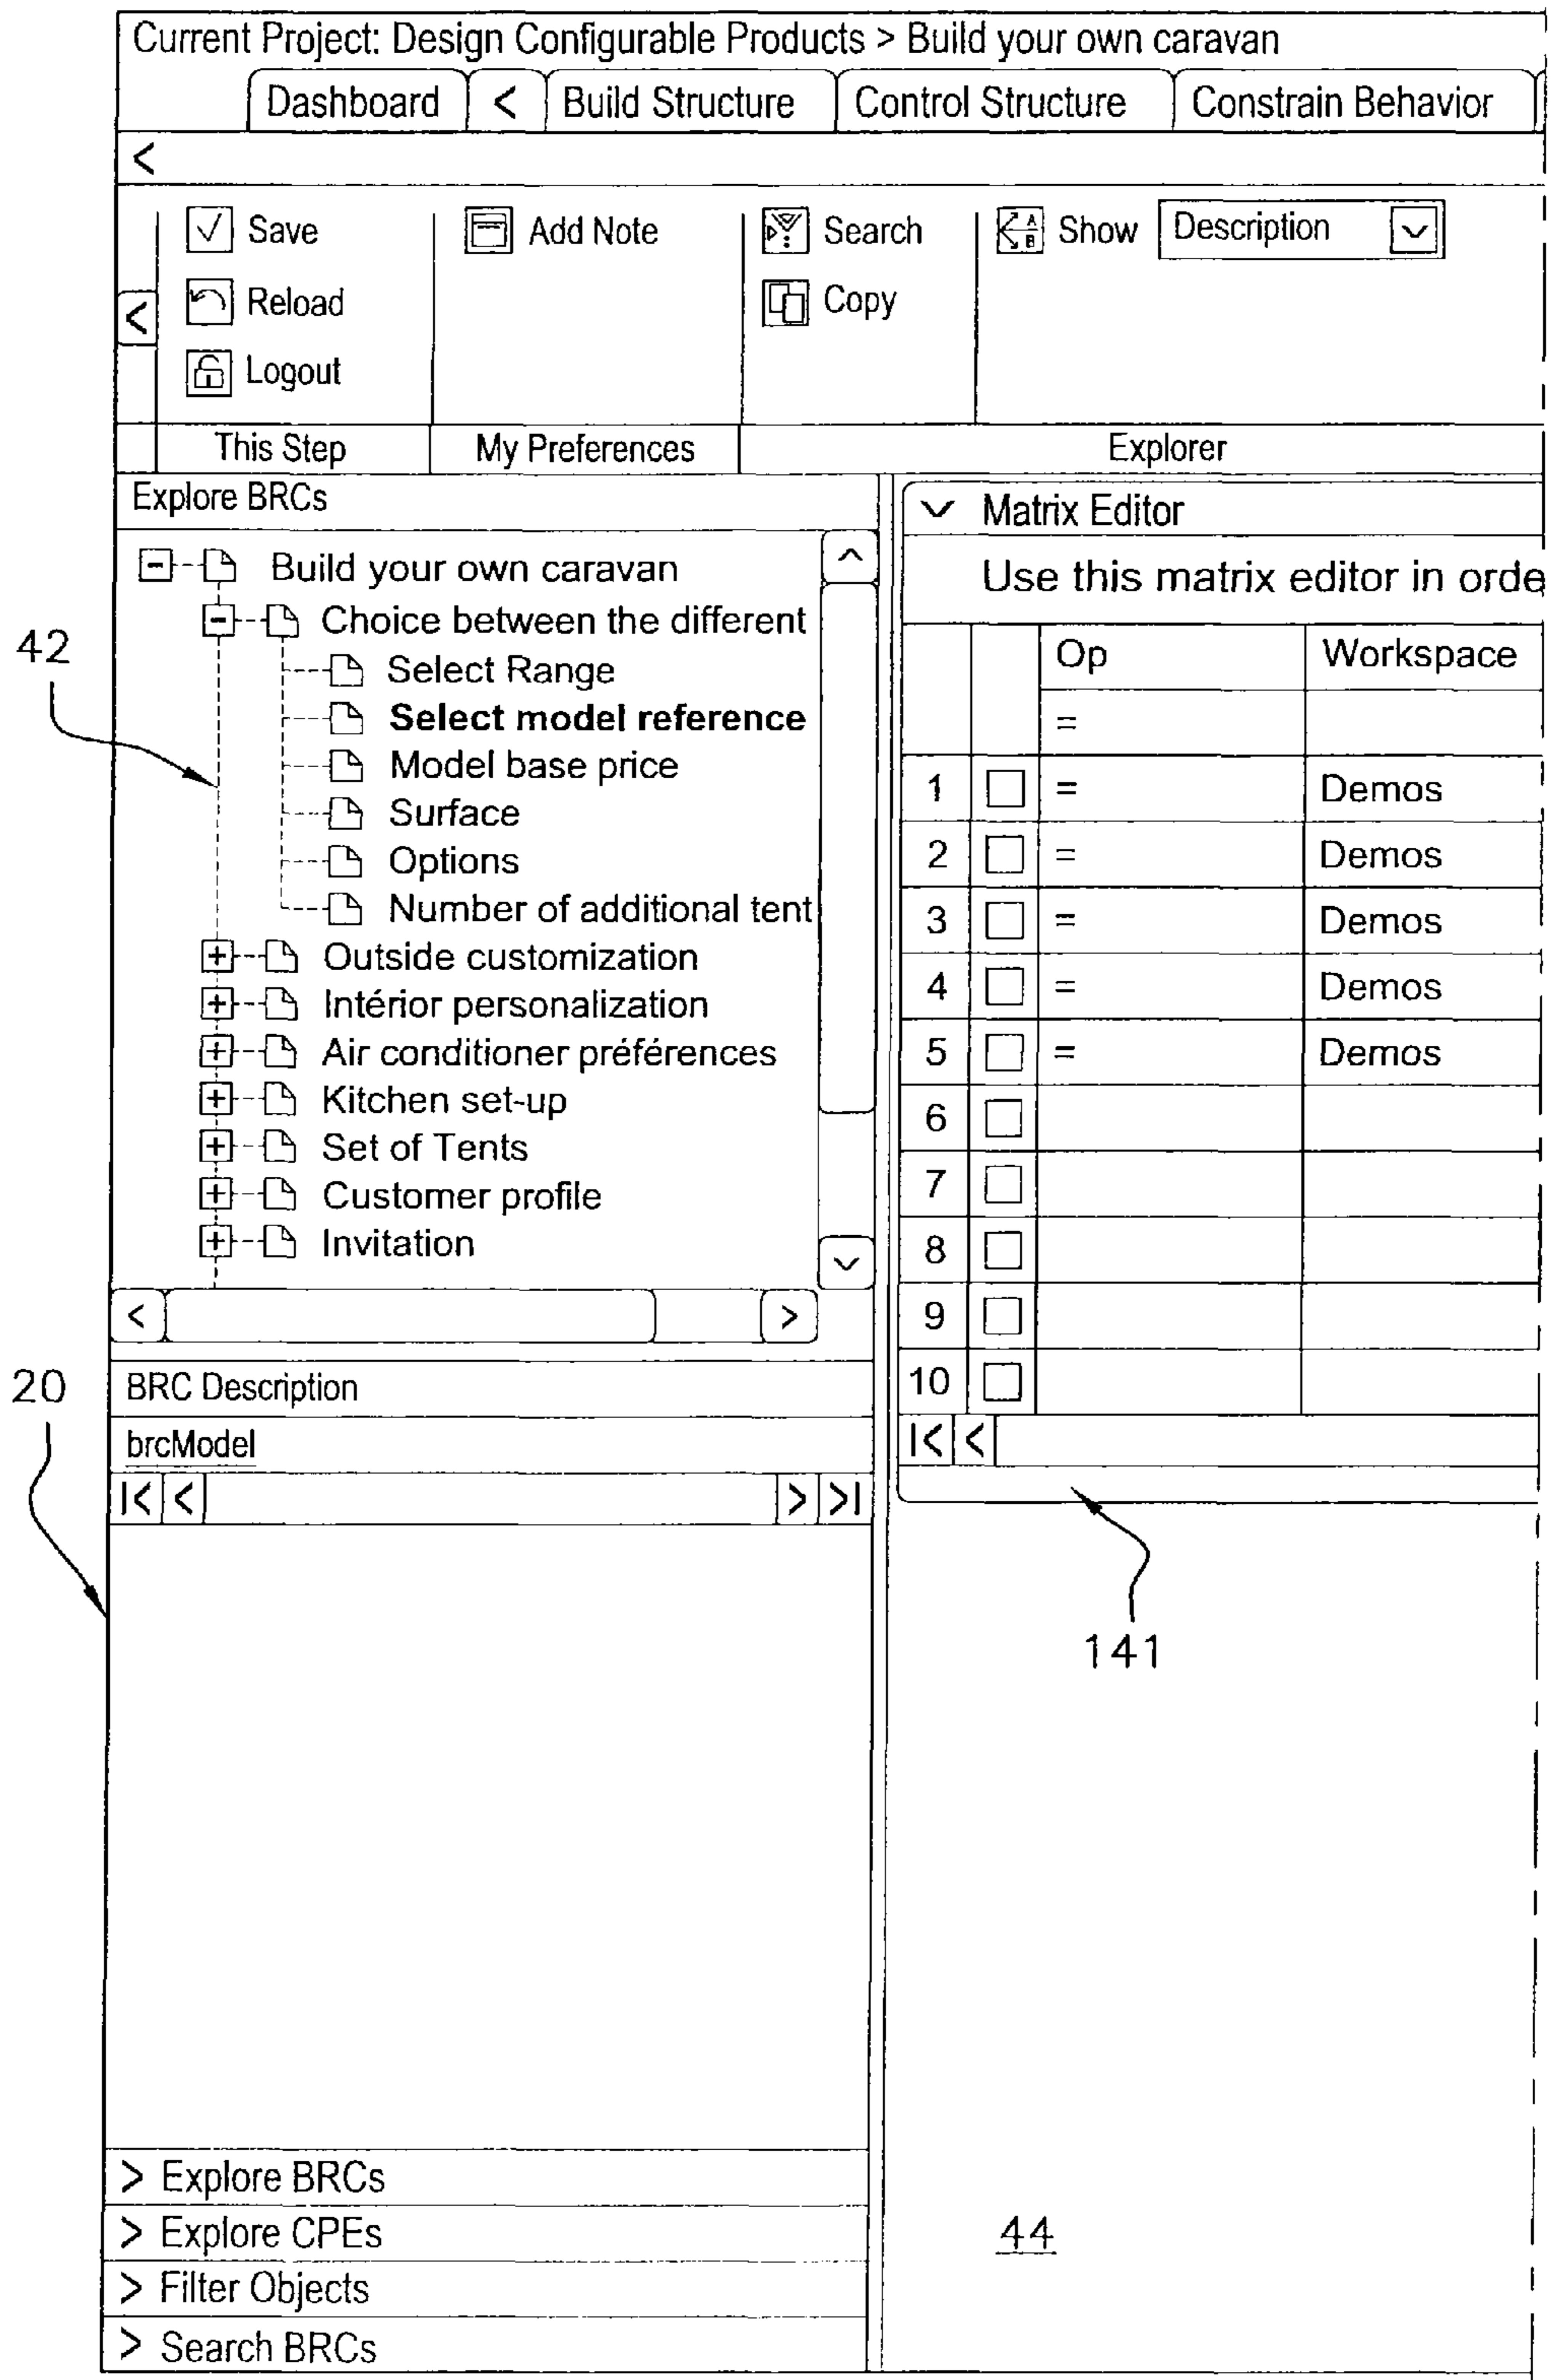 Current Project: Design Configurable Products > Build your own caravan
Dashboard < Build Structure Control Structure Constrain Behavior
<
Save Add Note Search Show Description
< Reload Copy
Logout
This Step My Preferences Explorer
Explore BRCs
Build your own caravan
Choice between the different
Select Range
Select model reference
Model base price
Surface
Options
Number of additional tent
Outside customization
Intérior personalization
Air conditioner préférences
Kitchen set-up
Set of Tents
Customer profile
Invitation
42
BRC Description
brcModel
20
> Explore BRCs
> Explore CPEs
> Filter Objects
> Search BRCs
Matrix Editor
Use this matrix editor in orde
Op Workspace
=
1 = Demos
2 = Demos
3 = Demos
4 = Demos
5 = Demos
6
7
8
9
10
141
44